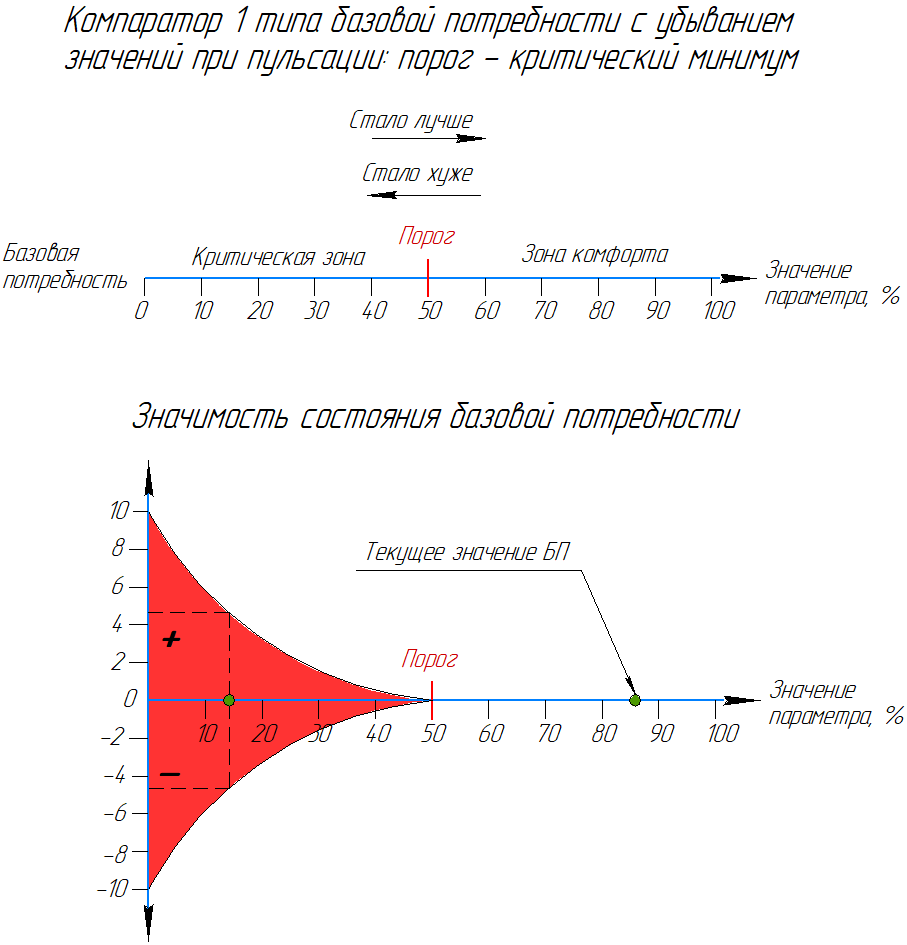 Компаратор 1 типа базовой потребности с убыванием
значений при пульсации: порог – критический минимум
Стало лучше
Стало хуже
Порог
Базовая
потребность
Критическая зона
Зона комфорта
Значение
параметра, %
0 10 20 30 40 50 60 70 80 90 100
Значимость состояния базовой потребности
10
8
6
4
2
0
-2
-4
-6
-8
-10
+
–
Текущее значение БП
Порог
Значение
параметра, %
10 20 30 40 50 60 70 80 90 100